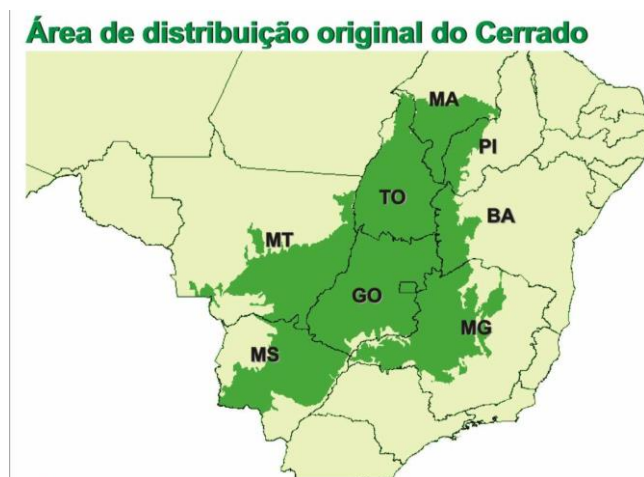 Área de distribuição original do Cerrado
MA
PI
TO
BA
MT
GO
MG
MS